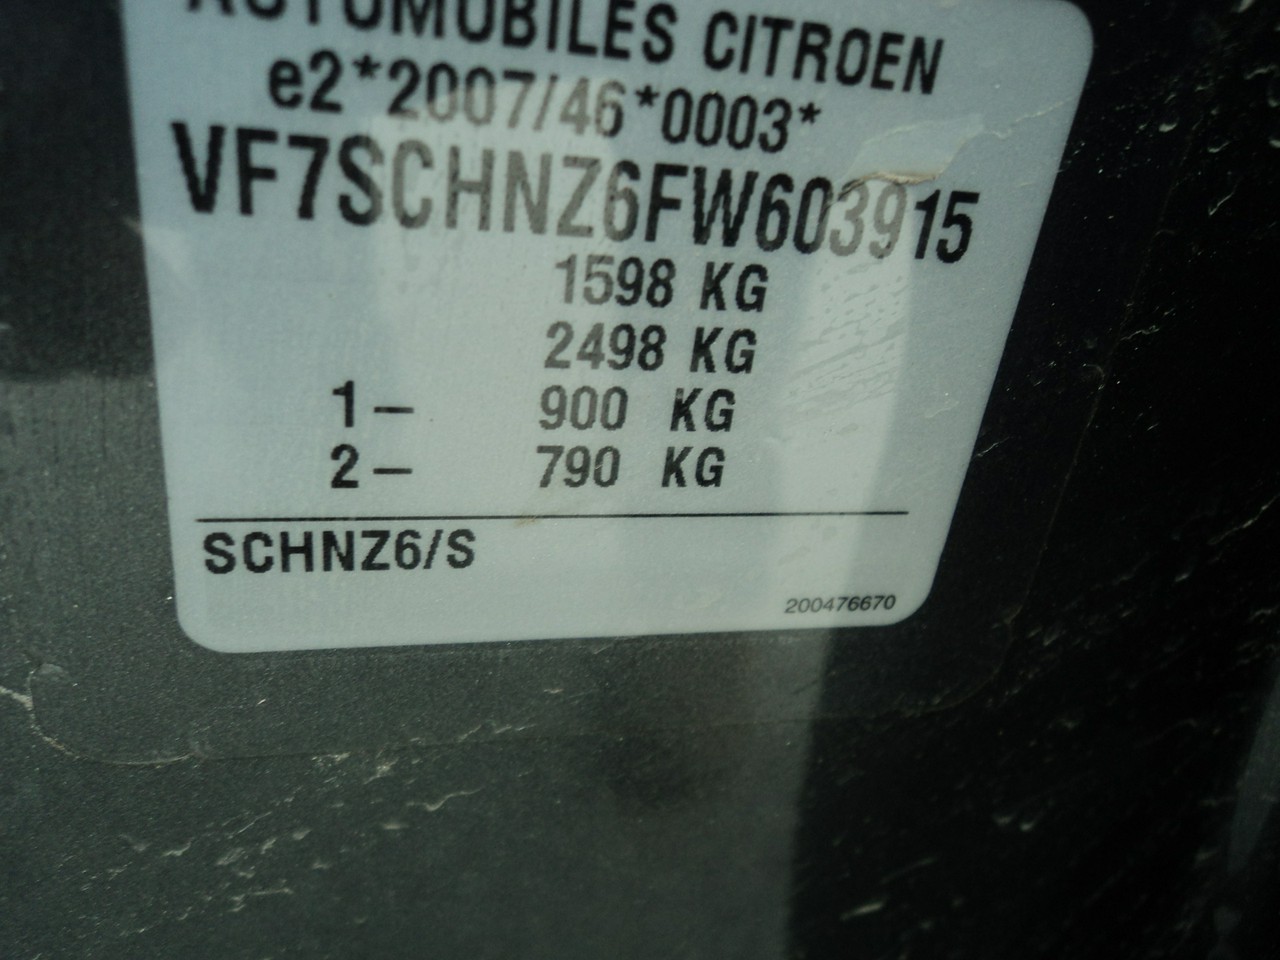 AUTOMOBILES CITROEN
e2*2007/46*0003*
VF7SCHNZ6FW603915
1598 KG
2498 KG
1- 900 KG
2- 790 KG
SCHNZ6/S
200476670